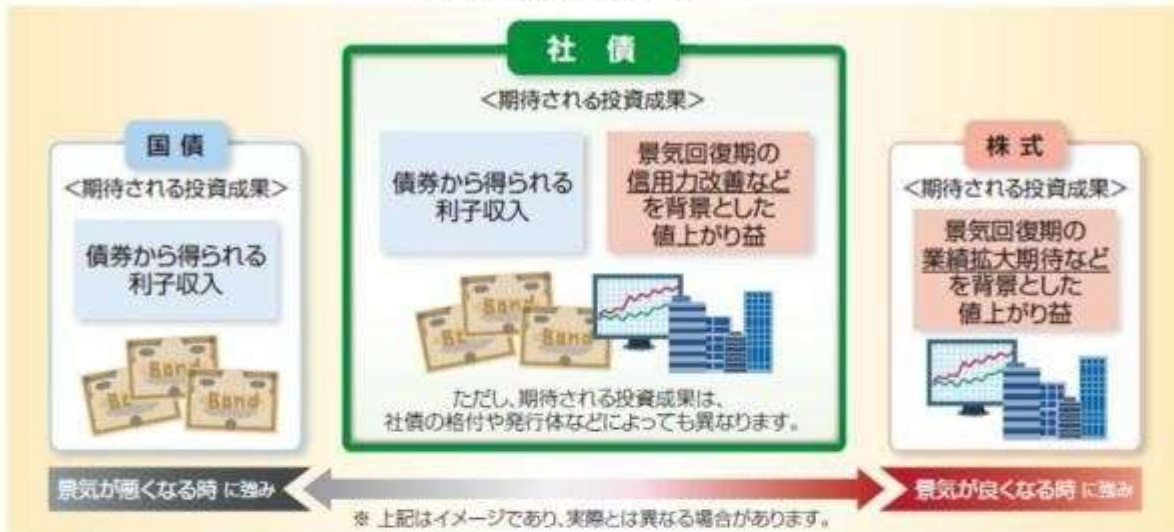 社債
<期待される投資成果>
債券から得られる
利子収入
景気回復期の
信用力改善など
を背景とした
値上がり益
Band
Band
ただし、期待される投資成果は、
社債の格付や発行体などによっても異なります。
国債
<期待される投資成果>
債券から得られる
利子収入
Band
Band
株式
<期待される投資成果>
景気回復期の
業績拡大期待など
を背景とした
値上がり益
景気が悪くなる時に強み
景気が良くなる時に強み
※ 上記はイメージであり、実際とは異なる場合があります。